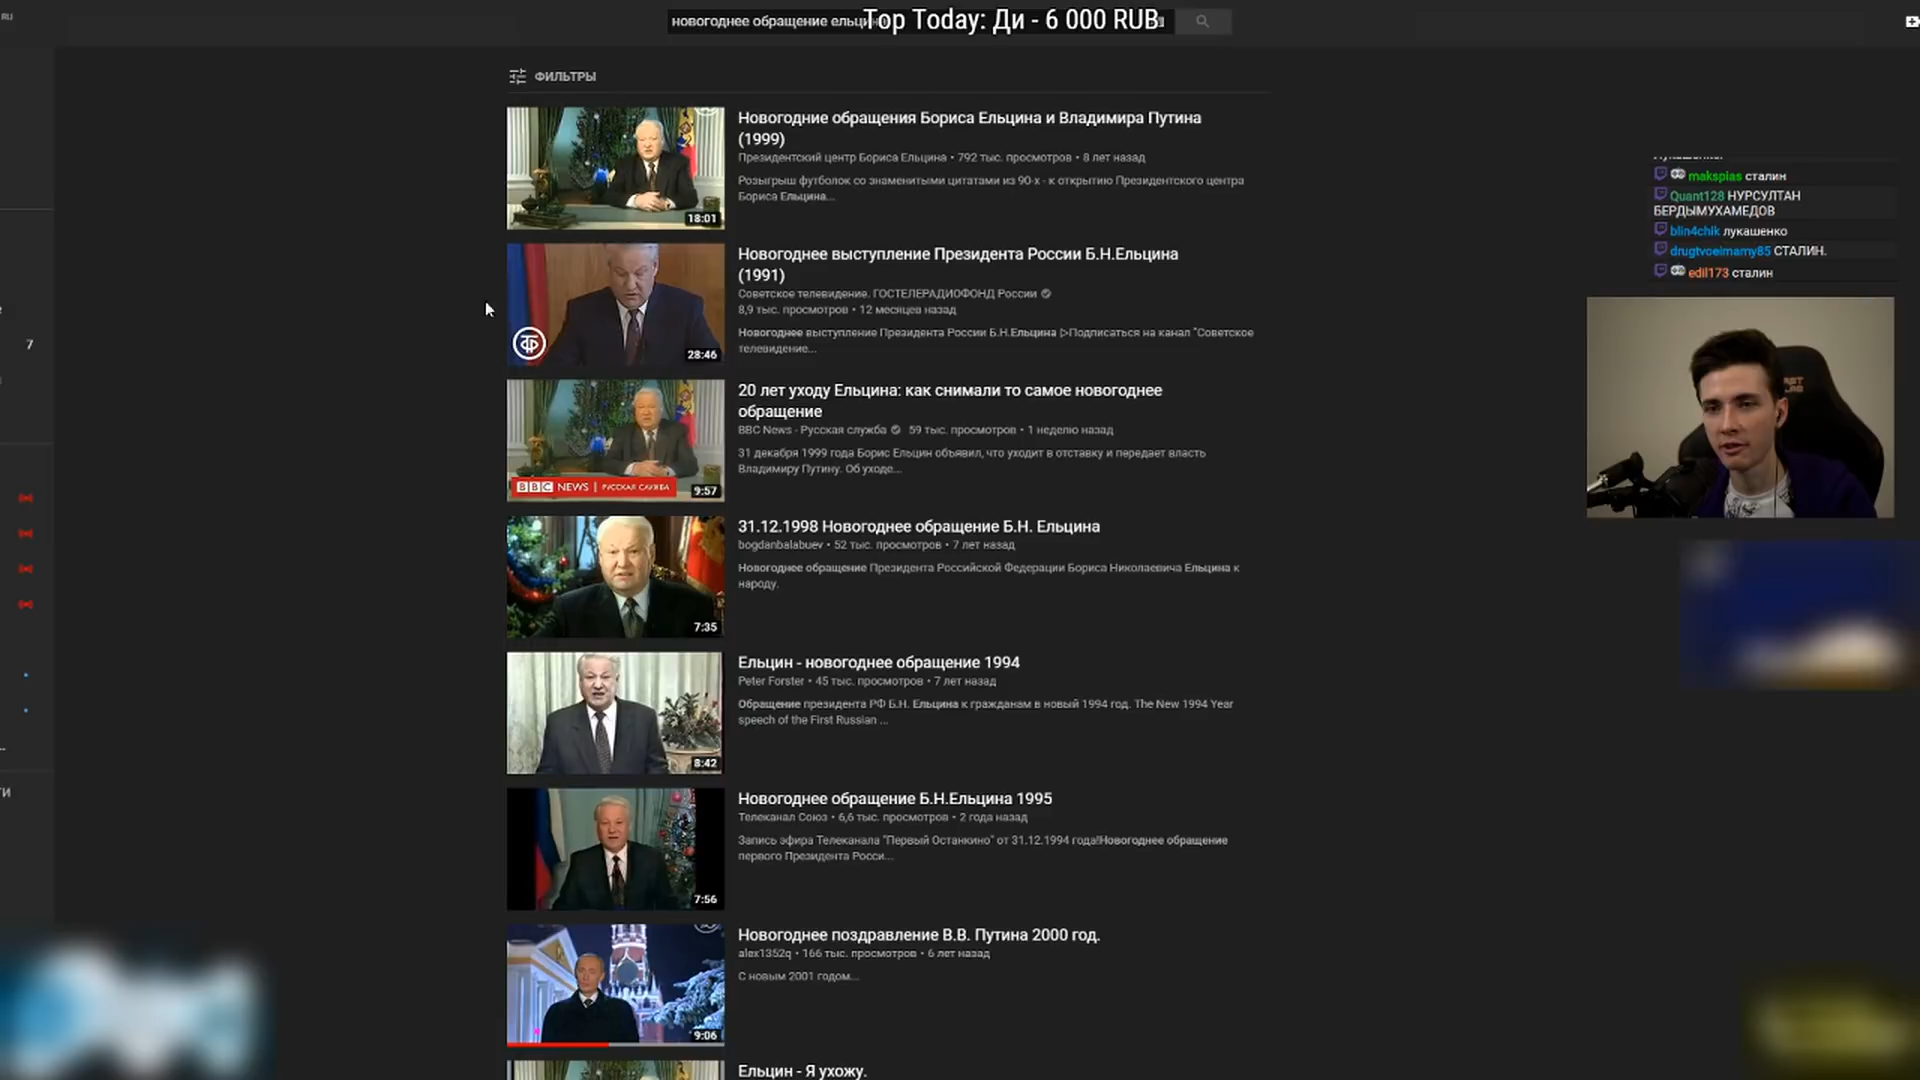 RU
новогоднее обращение ельци
Top Today: Ди - 6 000 RUB
ФИЛЬТРЫ
Новогодние обращения Бориса Ельцина и Владимира Путина
(1999)
Президентский центр Бориса Ельцина • 792 тыс. просмотров • 8 лет назад
Розыгрыш футболок со знаменитыми цитатами из 90-х - к открытию Президентского центра
Бориса Ельцина...
18:01
Новогоднее выступление Президента России Б.Н.Ельцина
(1991)
Советское телевидение. ГОСТЕЛЕРАДИОФОНД России
8,9 тыс. просмотров • 12 месяцев назад
Новогоднее выступление Президента России Б.Н.Ельцина ▷Подписаться на канал "Советское
телевидение...
28:46
7
20 лет уходу Ельцина: как снимали то самое новогоднее
обращение
BBC News - Русская служба 59 тыс. просмотров • 1 неделю назад
31 декабря 1999 года Борис Ельцин объявил, что уходит в отставку и передает власть
Владимиру Путину. Об уходе...
BBC NEWS | РУССКАЯ СЛУЖБА
9:57
31.12.1998 Новогоднее обращение Б.Н. Ельцина
bogdanbalabuev • 52 тыс. просмотров • 7 лет назад
Новогоднее обращение Президента Российской Федерации Бориса Николаевича Ельцина к
народу.
7:35
Ельцин - новогоднее обращение 1994
Peter Forster • 45 тыс. просмотров • 7 лет назад
Обращение президента РФ Б.Н. Ельцина к гражданам в новый 1994 год. The New 1994 Year
speech of the First Russian ...
8:42
Новогоднее обращение Б.Н.Ельцина 1995
Телеканал Союз • 6,6 тыс. просмотров • 2 года назад
Запись эфира Телеканала "Первый Останкино" от 31.12.1994 года!Новогоднее обращение
первого Президента Росси...
7:56
Новогоднее поздравление В.В. Путина 2000 год.
alex1352q • 166 тыс. просмотров • 6 лет назад
С новым 2001 годом...
9:06
Ельцин - Я ухожу.
makspias сталин
Quant128 НУРСУЛТАН
БЕРДЫМУХАМЕДОВ
blin4chik лукашенко
drugtvoeimamy85 СТАЛИН.
edil173 сталин